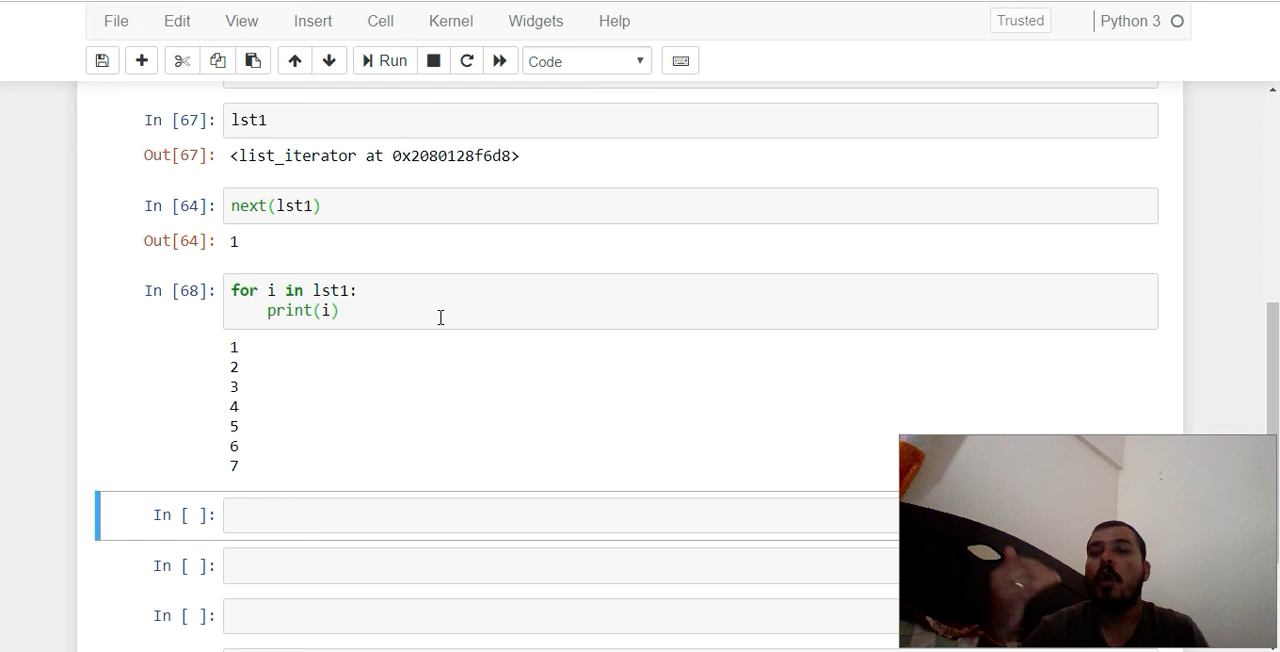 File Edit View Insert Cell Kernel Widgets Help Trusted Python 3
Run Code
In [67]: lst1
Out[67]: <list_iterator at 0x2080128f6d8>
In [64]: next(lst1)
Out[64]: 1
In [68]: for i in lst1:
print(i)
1
2
3
4
5
6
7
In [ ]:
In [ ]:
In [ ]: